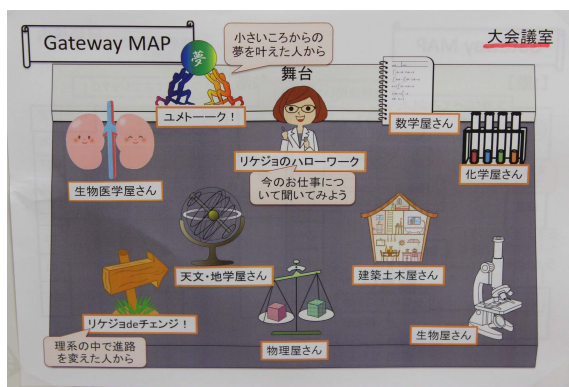 Gateway MAP
大会議室
小さいころからの
夢を叶えた人から
夢
舞台
ユメトーーク！
数学屋さん
リケジョのハローワーク
化学屋さん
生物医学屋さん
今のお仕事につ
いて聞いてみよう
天文・地学屋さん
建築土木屋さん
リケジョdeチェンジ！
生物屋さん
物理屋さん
理系の中で進路
を変えた人から